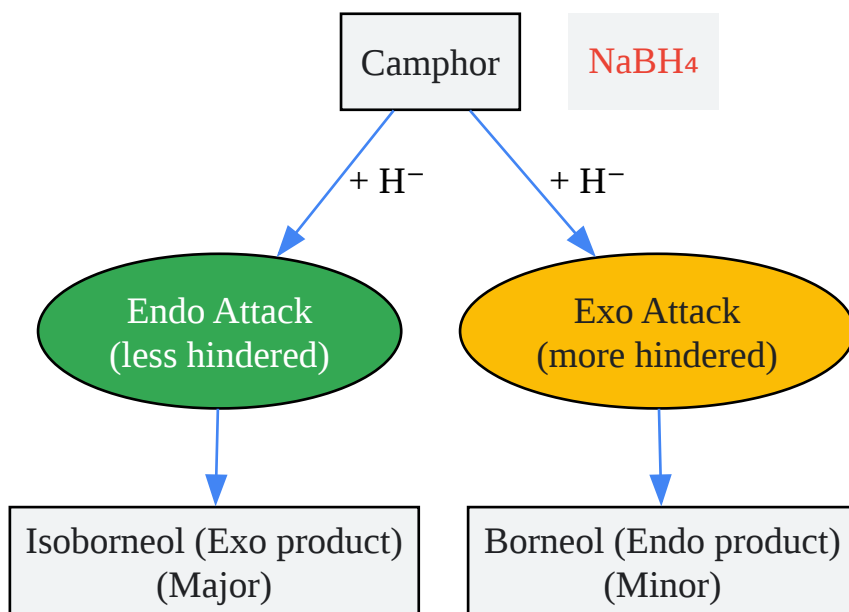 Camphor
NaBH₄
+ H⁻
+ H⁻
Endo Attack
(less hindered)
Exo Attack
(more hindered)
Isoborneol (Exo product)
(Major)
Borneol (Endo product)
(Minor)